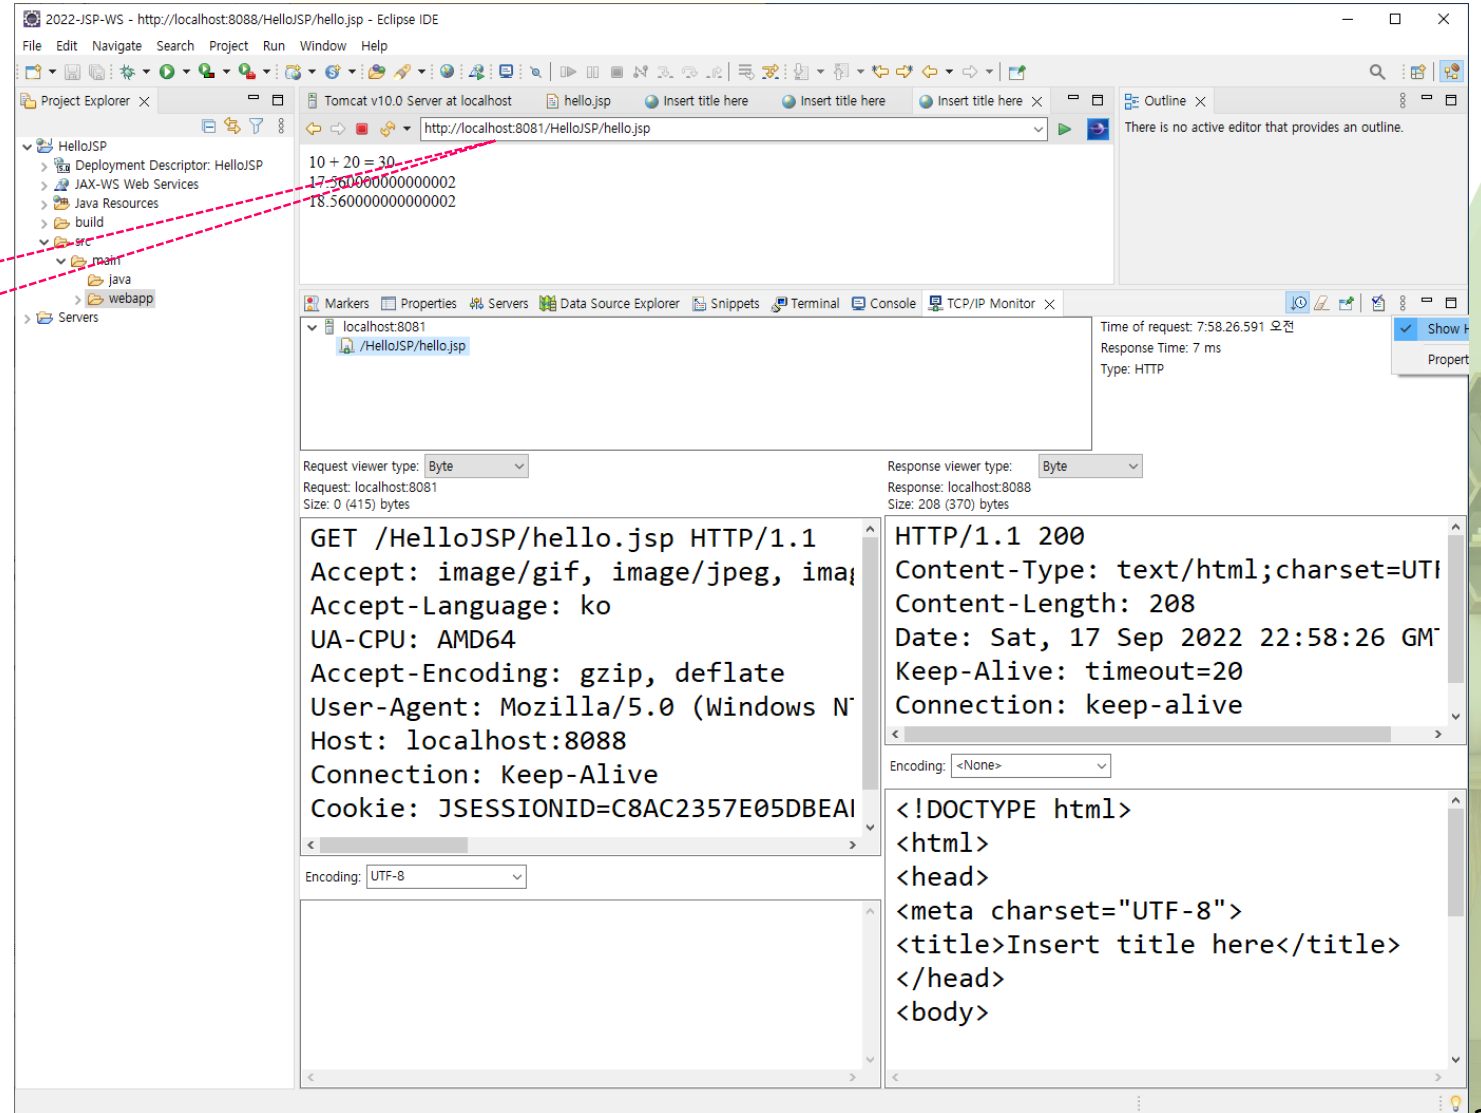 2022-JSP-WS - http://localhost:8088/HelloJSP/hello.jsp - Eclipse IDE
File Edit Navigate Search Project Run Window Help
Project Explorer
Tomcat v10.0 Server at localhost
hello.jsp
Insert title here
Insert title here
Insert title here
Outline
http://localhost:8081/HelloJSP/hello.jsp
There is no active editor that provides an outline.
HelloJSP
Deployment Descriptor: HelloJSP
JAX-WS Web Services
Java Resources
build
src
main
java
webapp
Servers
10 + 20 = 30
17.560000000000002
18.560000000000002
Markers Properties Servers Data Source Explorer Snippets Terminal Console TCP/IP Monitor
localhost:8081
/HelloJSP/hello.jsp
Time of request: 7:58.26.591 오전
Response Time: 7 ms
Type: HTTP
Show H
Propert
Request viewer type: Byte
Request: localhost:8081
Size: 0 (415) bytes
Response viewer type: Byte
Response: localhost:8088
Size: 208 (370) bytes
GET /HelloJSP/hello.jsp HTTP/1.1
Accept: image/gif, image/jpeg, imag
Accept-Language: ko
UA-CPU: AMD64
Accept-Encoding: gzip, deflate
User-Agent: Mozilla/5.0 (Windows N
Host: localhost:8088
Connection: Keep-Alive
Cookie: JSESSIONID=C8AC2357E05DBEA
Encoding: UTF-8
HTTP/1.1 200
Content-Type: text/html;charset=UT
Content-Length: 208
Date: Sat, 17 Sep 2022 22:58:26 GM
Keep-Alive: timeout=20
Connection: keep-alive
Encoding: <None>
<!DOCTYPE html>
<html>
<head>
<meta charset="UTF-8">
<title>Insert title here</title>
</head>
<body>